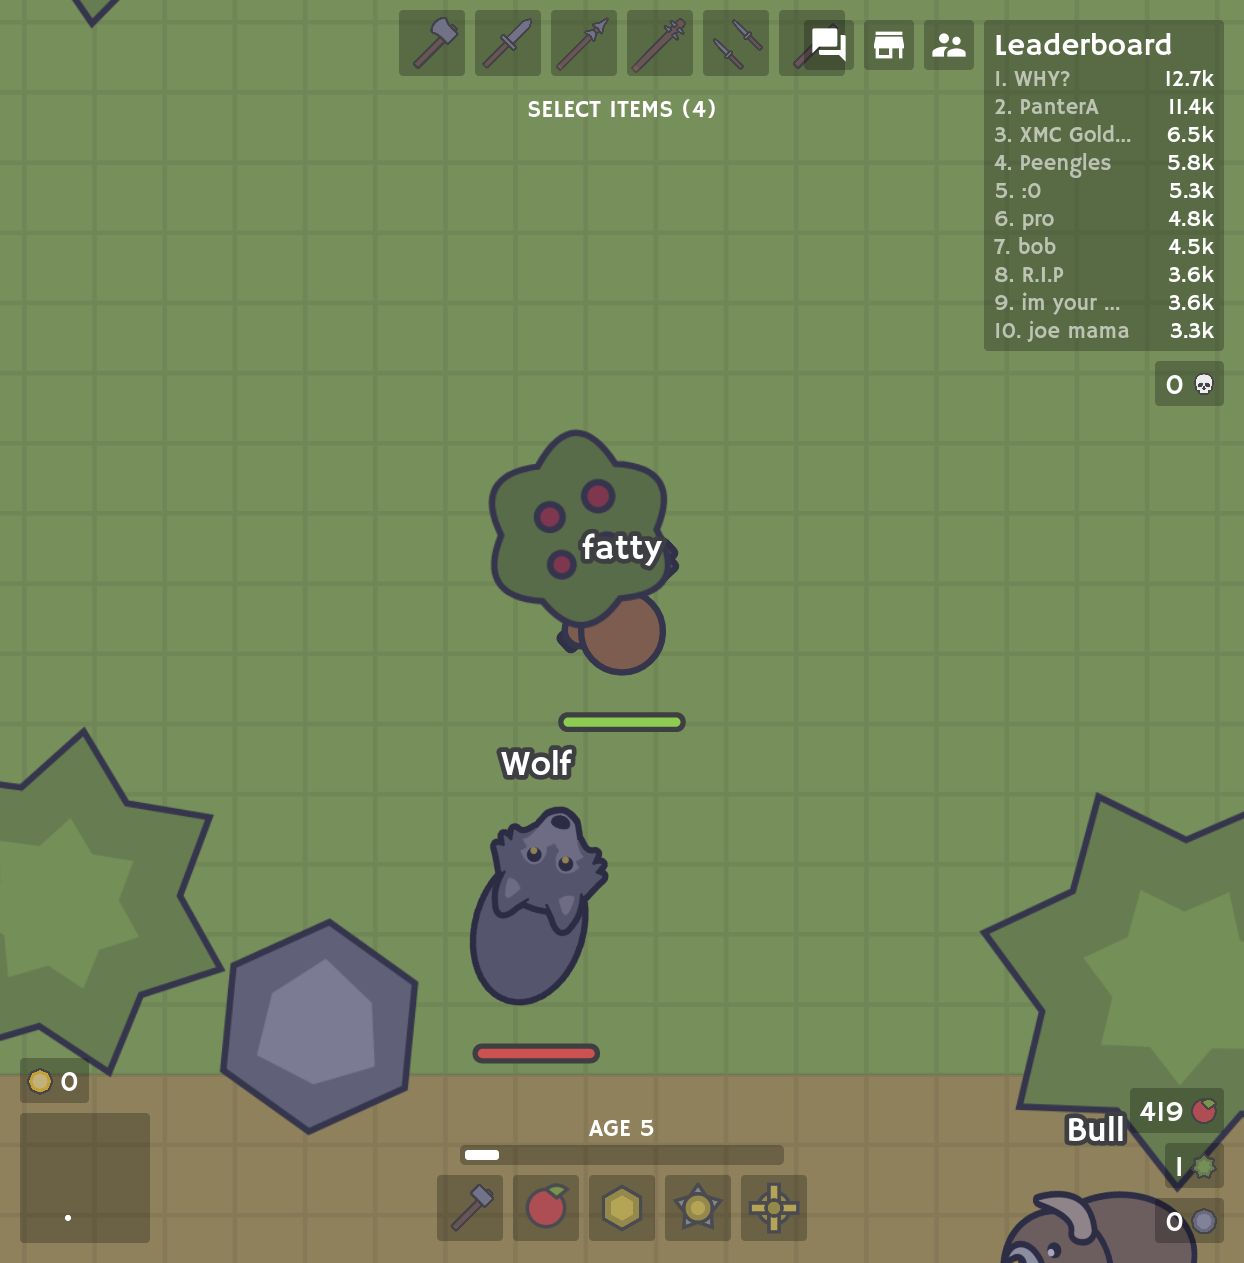 SELECT ITEMS (4)
Leaderboard
1. WHY? 12.7k
2. PanterA 11.4k
3. XMC Gold... 6.5k
4. Peengles 5.8k
5. :0 5.3k
6. pro 4.8k
7. bob 4.5k
8. R.I.P 3.6k
9. im your ... 3.6k
10. joe mama 3.3k
0
fatty
Wolf
0
AGE 5
419
Bull
1
0